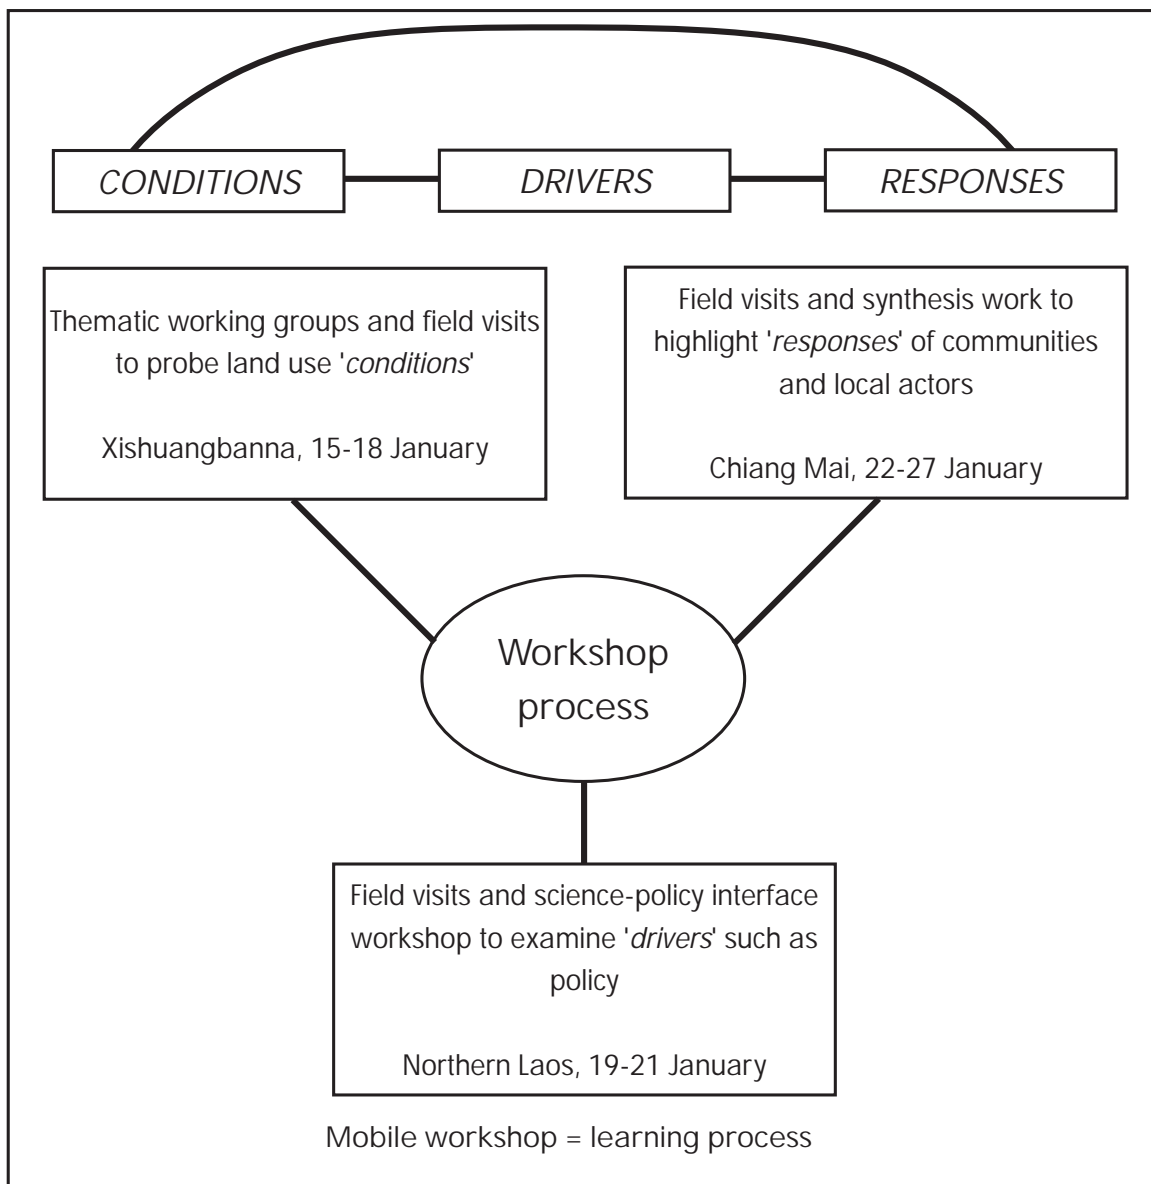 CONDITIONS
DRIVERS
RESPONSES
Thematic working groups and field visits
to probe land use 'conditions'
Xishuangbanna, 15-18 January
Field visits and synthesis work to
highlight 'responses' of communities
and local actors
Chiang Mai, 22-27 January
Workshop
process
Field visits and science-policy interface
workshop to examine 'drivers' such as
policy
Northern Laos, 19-21 January
Mobile workshop = learning process